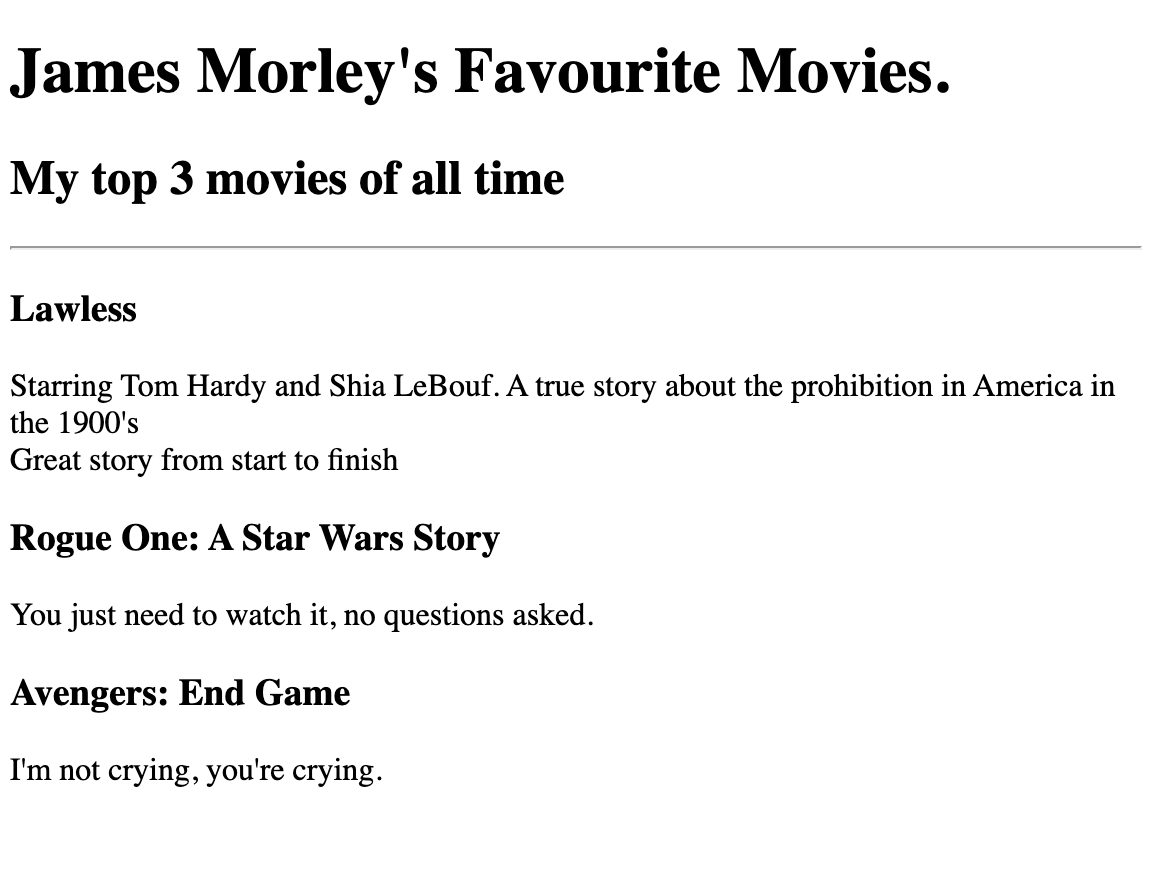 James Morley's Favourite Movies.
My top 3 movies of all time
Lawless
Starring Tom Hardy and Shia LeBouf. A true story about the prohibition in America in
the 1900's
Great story from start to finish
Rogue One: A Star Wars Story
You just need to watch it, no questions asked.
Avengers: End Game
I'm not crying, you're crying.